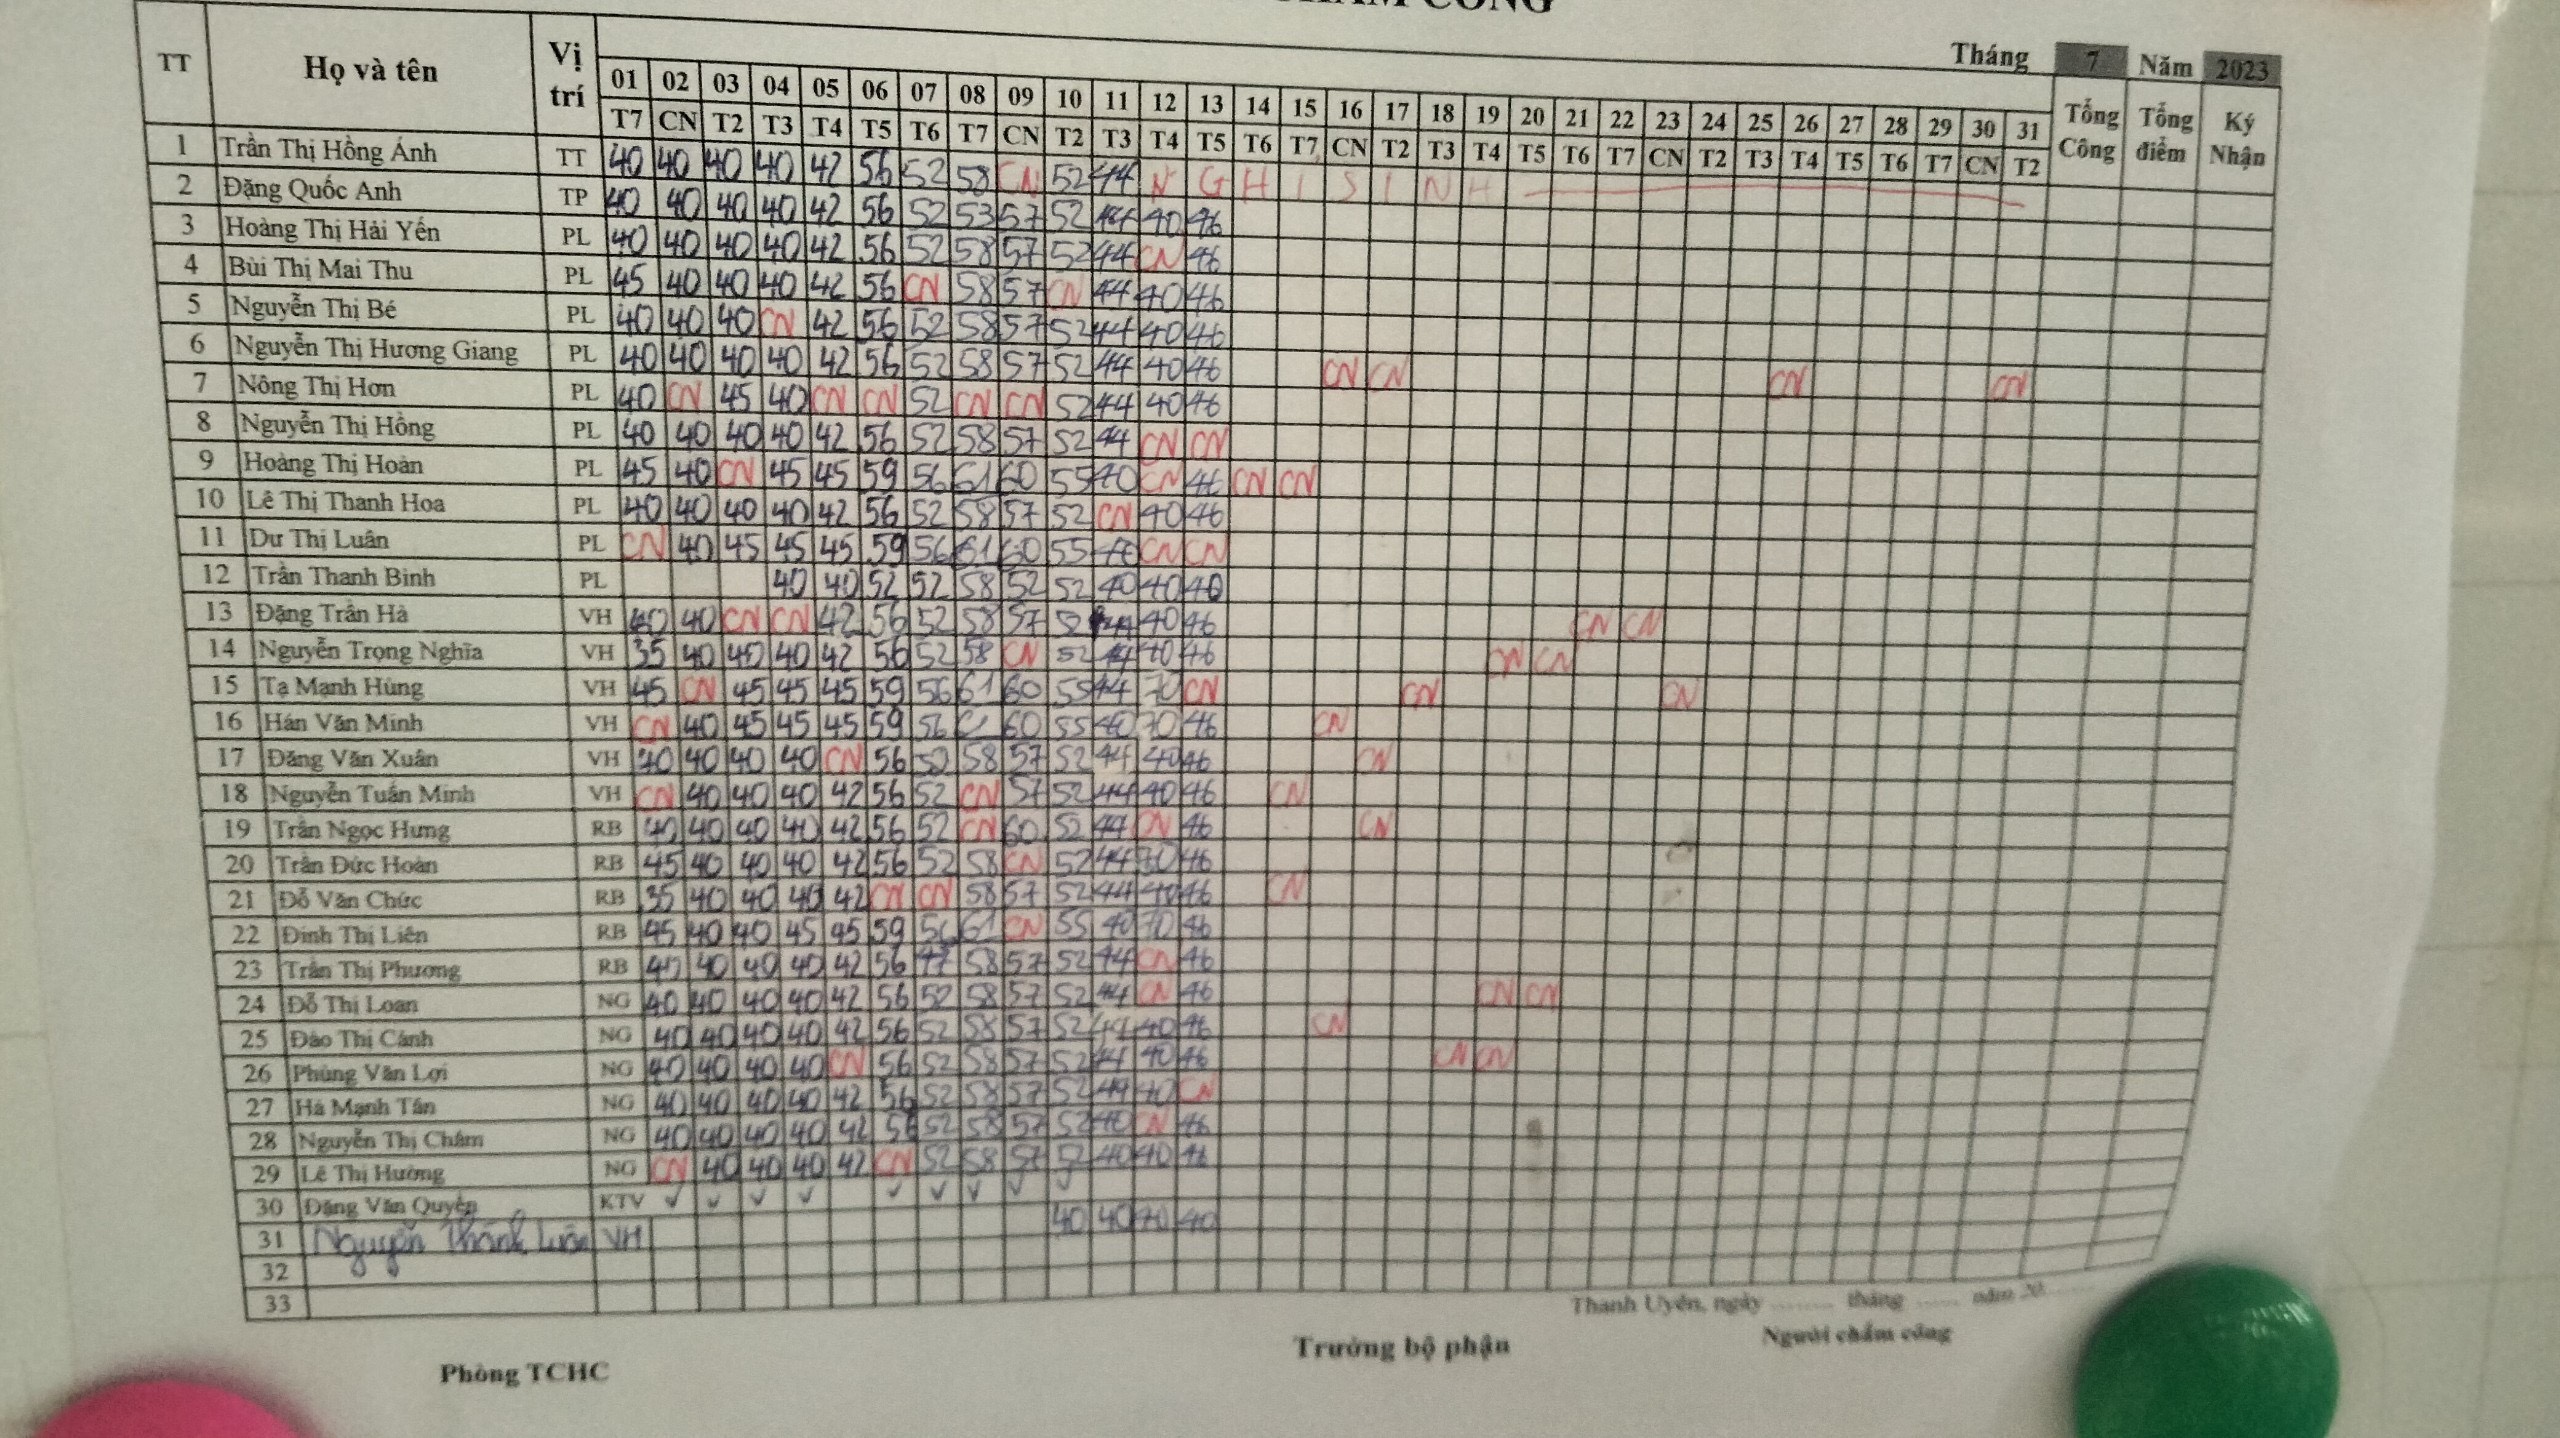 CHẤM CÔNG
Tháng 7 Năm 2023
TT Họ và tên Vị trí 01 02 03 04 05 06 07 08 09 10 11 12 13 14 15 16 17 18 19 20 21 22 23 24 25 26 27 28 29 30 31 Tổng Công Tổng điểm Ký Nhận
T7 CN T2 T3 T4 T5 T6 T7 CN T2 T3 T4 T5 T6 T7 CN T2 T3 T4 T5 T6 T7 CN T2 T3 T4 T5 T6 T7 CN T2
1 Trần Thị Hồng Ánh TT 40 40 40 40 42 56 52 58 CN 52 44 N G H I S I N H
2 Đặng Quốc Anh TP 40 40 40 40 42 56 52 53 57 52 44 40 46
3 Hoàng Thị Hải Yến PL 40 40 40 40 42 56 52 58 57 52 44 CN 46
4 Bùi Thị Mai Thu PL 45 40 40 40 42 56 CN 58 57 CN 44 40 46
5 Nguyễn Thị Bé PL 40 40 40 CN 42 56 52 58 57 52 44 40 46
6 Nguyễn Thị Hương Giang PL 40 40 40 40 42 56 52 58 57 52 44 40 46 CN CN CN CN
7 Nông Thị Hơn PL 40 CN 45 40 CN CN 52 CN CN 52 44 40 46
8 Nguyễn Thị Hồng PL 40 40 40 40 42 56 52 58 57 52 44 CN CN
9 Hoàng Thị Hoàn PL 45 40 CN 45 45 59 56 61 60 55 40 CN 46 CN CN
10 Lê Thị Thanh Hoa PL 40 40 40 40 42 56 52 58 57 52 CN 40 46
11 Dư Thị Luân PL CN 40 45 45 45 59 56 61 60 55 40 CN CN
12 Trần Thanh Bình PL 40 40 52 52 58 52 52 40 40 40
13 Đặng Trần Hà VH 40 40 CN CN 42 56 52 58 57 52 44 40 46 CN CN
14 Nguyễn Trọng Nghĩa VH 35 40 40 40 42 56 52 58 CN 52 44 40 46 CN CN
15 Tạ Mạnh Hùng VH 45 CN 45 45 45 59 56 61 60 55 44 70 CN CN CN
16 Hán Văn Minh VH CN 40 45 45 45 59 56 60 55 40 70 46 CN
17 Đăng Văn Xuân VH 40 40 40 40 CN 56 52 58 57 52 44 40 46 CN
18 Nguyễn Tuấn Minh VH CN 40 40 40 42 56 52 CN 57 52 44 40 46 CN
19 Trần Ngọc Hưng RB 40 40 40 40 42 56 52 CN 60 52 44 CN 46 CN
20 Trần Đức Hoàn RB 45 40 40 40 42 56 52 58 CN 52 44 70 46
21 Đỗ Văn Chức RB 35 40 40 40 42 CN CN 58 57 52 44 40 46 CN
22 Đinh Thị Liên RB 45 40 40 45 45 59 56 61 CN 55 40 70 46
23 Trần Thị Phương RB 40 40 40 40 42 56 47 58 57 52 44 CN 46
24 Đỗ Thị Loan NG 40 40 40 40 42 56 52 58 57 52 44 CN 46 CN CN
25 Đào Thị Cảnh NG 40 40 40 40 42 56 52 58 57 52 44 40 46 CN
26 Phùng Văn Lợi NG 40 40 40 40 CN 56 52 58 57 52 44 40 46 CN CN
27 Hà Mạnh Tân NG 40 40 40 40 42 56 52 58 57 52 44 40 CN
28 Nguyễn Thị Chắm NG 40 40 40 40 42 56 52 58 57 52 40 CN 46
29 Lê Thị Hường NG CN 40 40 40 42 CN 52 58 57 52 40 40 46
30 Đặng Văn Quyền KTV ✓ ✓ ✓ ✓ ✓ ✓ ✓ ✓ ✓
31 Nguyễn Thành Luân VH 40 40 70 40
32
33
Thanh Uyên, ngày ......... tháng ...... năm 20
Phòng TCHC Trưởng bộ phận Người chấm công